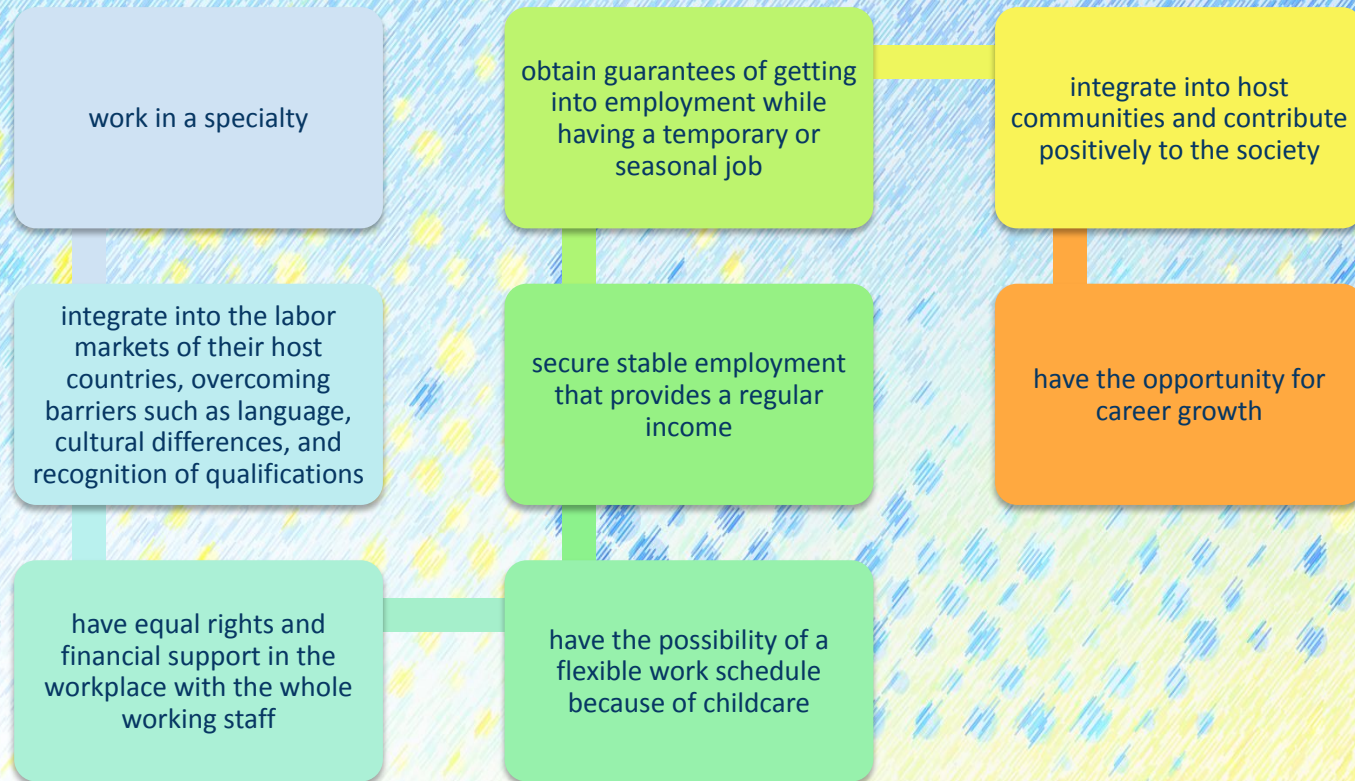 work in a specialty
integrate into the labor
markets of their host
countries, overcoming
barriers such as language,
cultural differences, and
recognition of qualifications
have equal rights and
financial support in the
workplace with the whole
working staff
have the possibility of a
flexible work schedule
because of childcare
secure stable employment
that provides a regular
income
obtain guarantees of getting
into employment while
having a temporary or
seasonal job
integrate into host
communities and contribute
positively to the society
have the opportunity for
career growth